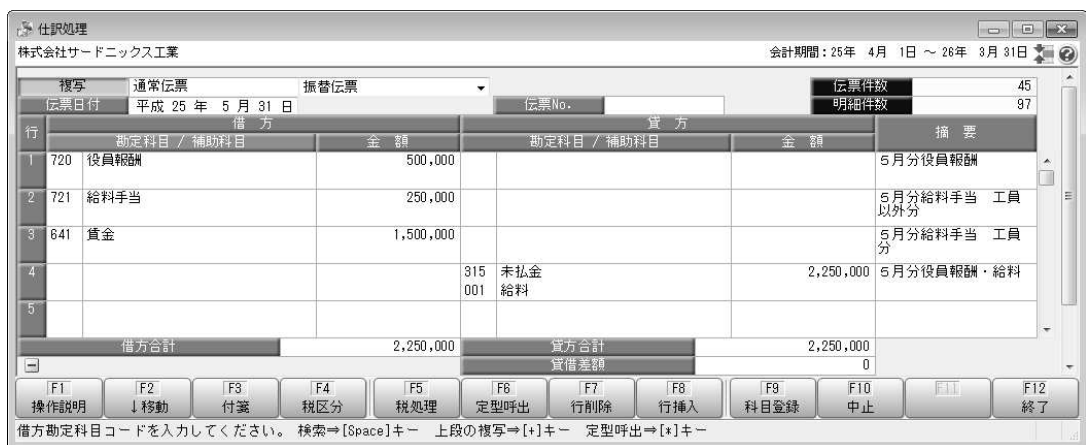 仕訳処理
株式会社サードニックス工業 会計期間:25年 4月 1日 ~ 26年 3月 31日
複写 通常伝票 振替伝票 伝票件数 45
伝票日付 平成 25 年 5 月 31 日 伝票No. 明細件数 97
行 借 方 貸 方 摘 要
勘定科目 / 補助科目 金 額 勘定科目 / 補助科目 金 額
1 720 役員報酬 500,000 5月分役員報酬
2 721 給料手当 250,000 5月分給料手当 工員
以外分
3 641 賃金 1,500,000 5月分給料手当 工員
分
4 315 未払金 2,250,000 5月分役員報酬・給料
001 給料
5
借方合計 2,250,000 貸方合計 2,250,000
貸借差額 0
F1 F2 F3 F4 F5 F6 F7 F8 F9 F10 F11 F12
操作説明 ↓移動 付箋 税区分 税処理 定型呼出 行削除 行挿入 科目登録 中止 終了
借方勘定科目コードを入力してください。 検索⇒[Space]キー 上段の複写⇒[+]キー 定型呼出⇒[*]キー